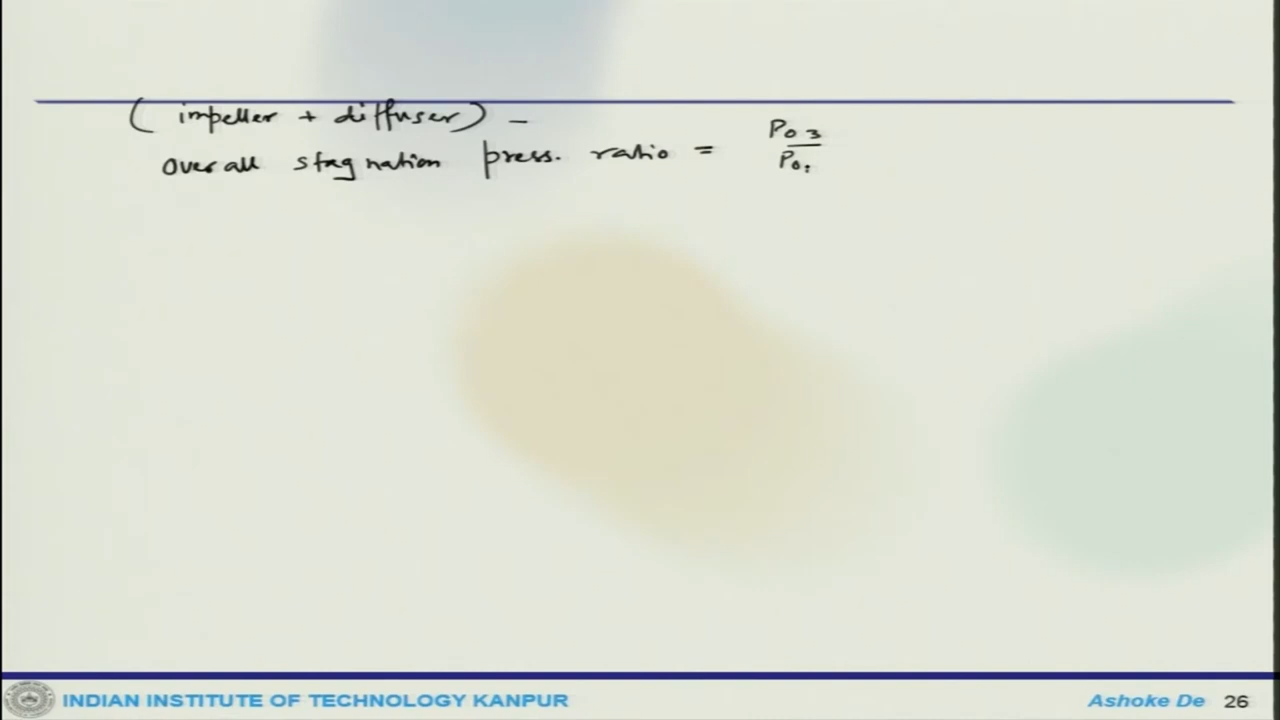 (impeller + diffuser) –
overall stagnation press. ratio = P03 / P01
INDIAN INSTITUTE OF TECHNOLOGY KANPUR
Ashoke De 26